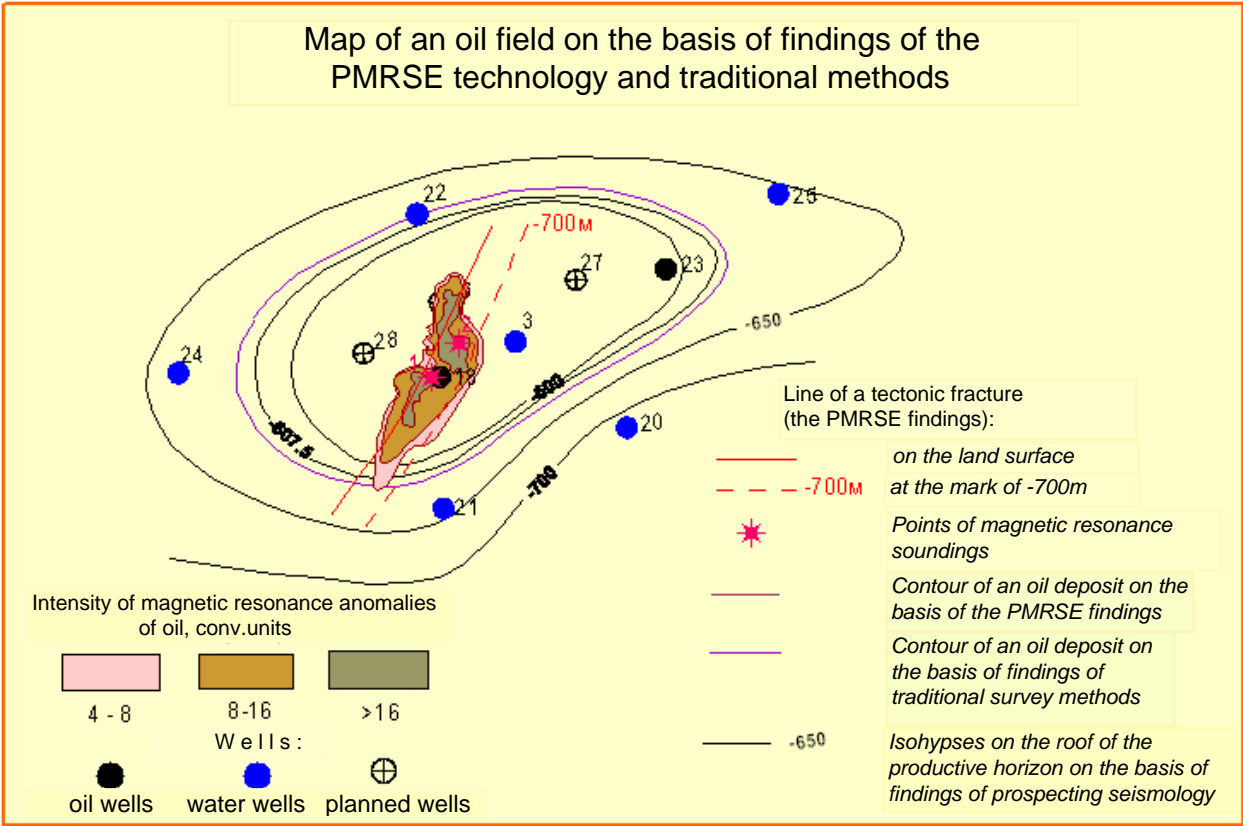 Map of an oil field on the basis of findings of the
PMRSE technology and traditional methods
22
25
-700м
27
23
3
28
-650
24
1
18
-600
-607.5
20
-700
21
Line of a tectonic fracture
(the PMRSE findings):
on the land surface
-700м at the mark of -700m
Points of magnetic resonance
soundings
Contour of an oil deposit on the
basis of the PMRSE findings
Contour of an oil deposit on
the basis of findings of
traditional survey methods
-650 Isohypses on the roof of the
productive horizon on the basis of
findings of prospecting seismology
Intensity of magnetic resonance anomalies
of oil, conv.units
4 - 8 8-16 >16
Wells:
oil wells water wells planned wells